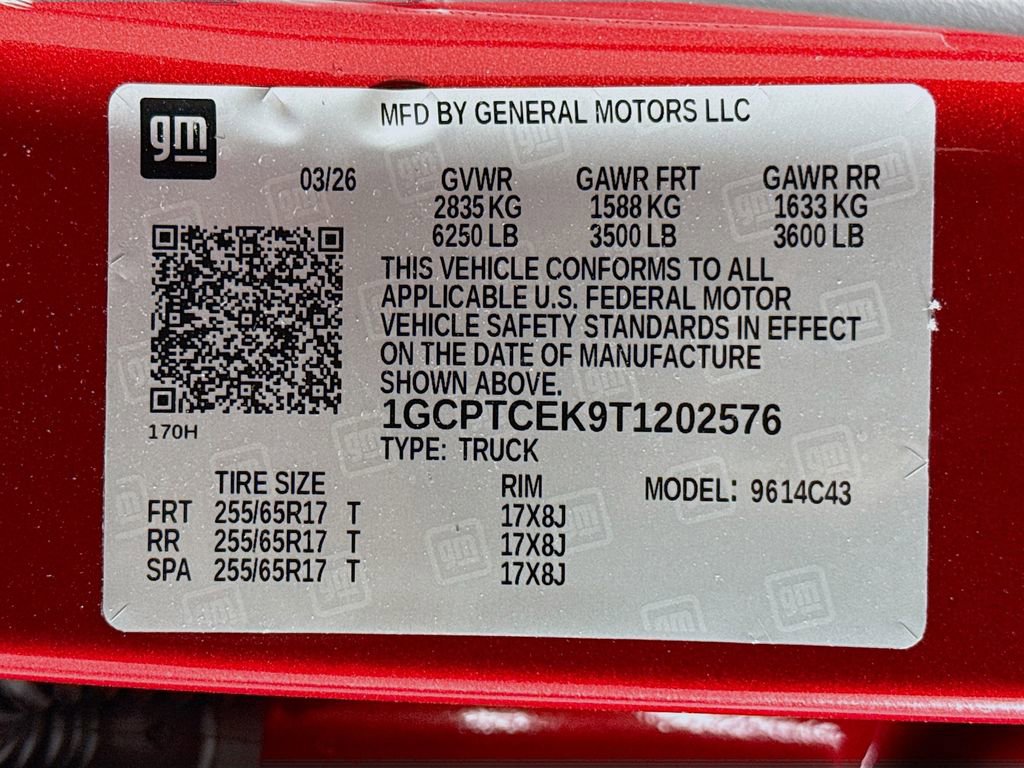 gm
MFD BY GENERAL MOTORS LLC
03/26 GVWR GAWR FRT GAWR RR
2835 KG 1588 KG 1633 KG
6250 LB 3500 LB 3600 LB
THIS VEHICLE CONFORMS TO ALL
APPLICABLE U.S. FEDERAL MOTOR
VEHICLE SAFETY STANDARDS IN EFFECT
ON THE DATE OF MANUFACTURE
SHOWN ABOVE.
170H
1GCPTCEK9T1202576
TYPE: TRUCK
TIRE SIZE RIM MODEL: 9614C43
FRT 255/65R17 T 17X8J
RR 255/65R17 T 17X8J
SPA 255/65R17 T 17X8J